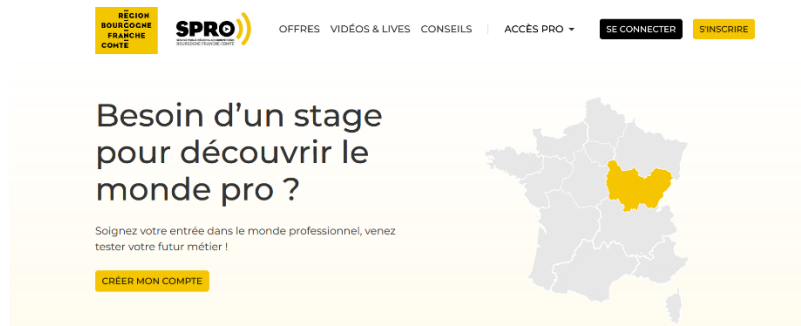 RÉGION
BOURGOGNE
FRANCHE
COMTÉ
SPRO
OFFRES VIDÉOS & LIVES CONSEILS ACCÈS PRO SE CONNECTER S'INSCRIRE
Besoin d'un stage
pour découvrir le
monde pro ?
Soignez votre entrée dans le monde professionnel, venez
tester votre futur métier !
CRÉER MON COMPTE